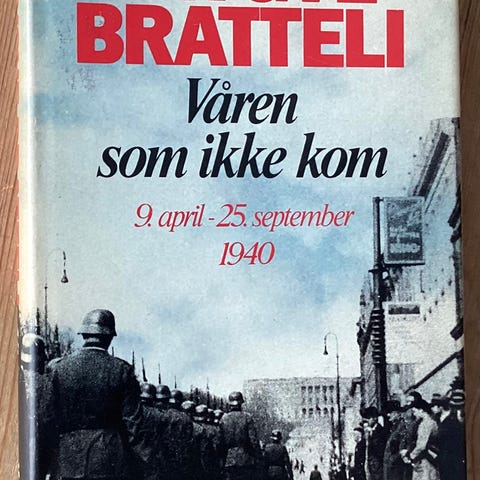 BRATTELI
Våren
som ikke kom
9. april - 25. september
1940